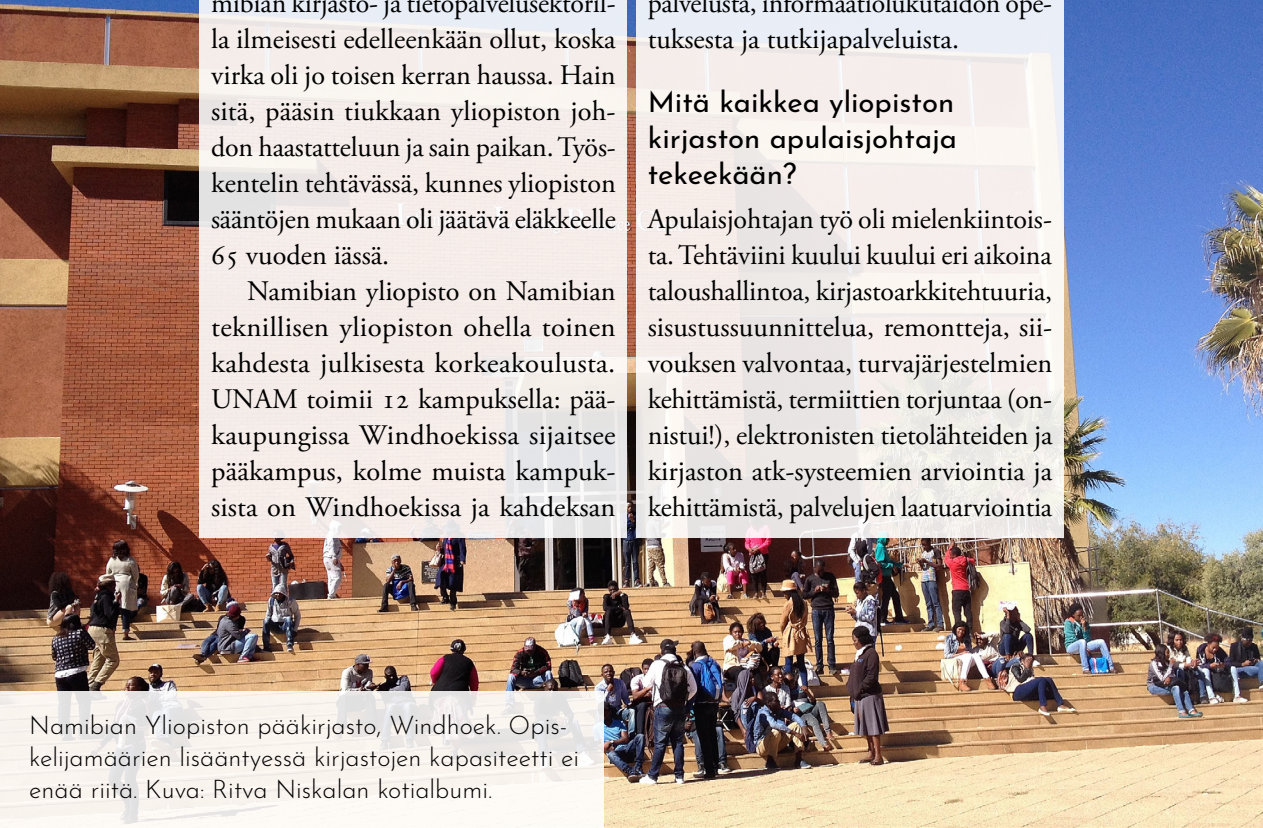 mibian kirjasto- ja tietopalvelusektoril-
la ilmeisesti edelleenkään ollut, koska
virka oli jo toisen kerran haussa. Hain
sitä, pääsin tiukkaan yliopiston joh-
don haastatteluun ja sain paikan. Työs-
kentelin tehtävässä, kunnes yliopiston
sääntöjen mukaan oli jäätävä eläkkeelle
65 vuoden iässä.
Namibian yliopisto on Namibian
teknillisen yliopiston ohella toinen
kahdesta julkisesta korkeakoulusta.
UNAM toimii 12 kampuksella: pää-
kaupungissa Windhoekissa sijaitsee
pääkampus, kolme muista kampuk-
sista on Windhoekissa ja kahdeksan
palvelusta, informaatiolukutaidon ope-
tuksesta ja tutkijapalveluista.
Mitä kaikkea yliopiston
kirjaston apulaisjohtaja
tekeekään?
Apulaisjohtajan työ oli mielenkiintois-
ta. Tehtäviini kuului kuului eri aikoina
taloushallintoa, kirjastoarkkitehtuuria,
sisustussuunnittelua, remontteja, sii-
vouksen valvontaa, turvajärjestelmien
kehittämistä, termiittien torjuntaa (on-
nistui!), elektronisten tietolähteiden ja
kirjaston atk-systeemien arviointia ja
kehittämistä, palvelujen laatuarviointia
Namibian Yliopiston pääkirjasto, Windhoek. Opis-
kelijamäärien lisääntyessä kirjastojen kapasiteetti ei
enää riitä. Kuva: Ritva Niskalan kotialbumi.